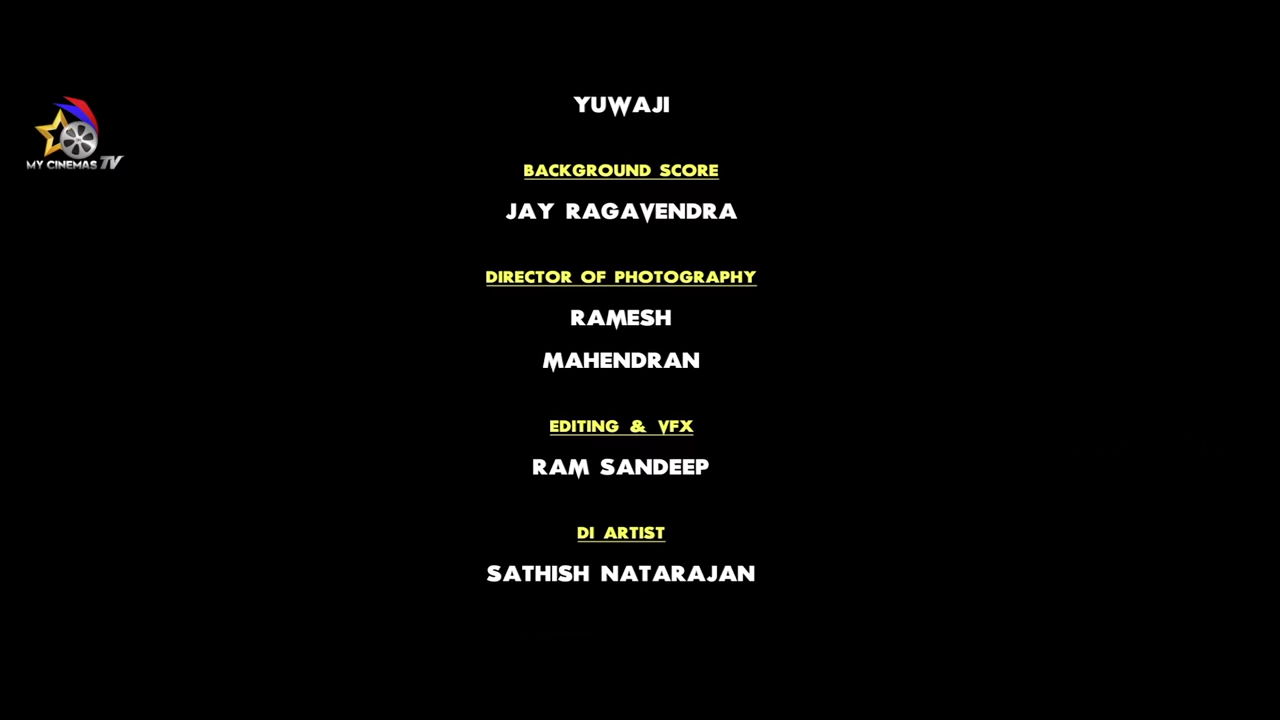 YUWAJI
MY CINEMAS TV
BACKGROUND SCORE
JAY RAGAVENDRA
DIRECTOR OF PHOTOGRAPHY
RAMESH
MAHENDRAN
EDITING & VFX
RAM SANDEEP
DI ARTIST
SATHISH NATARAJAN